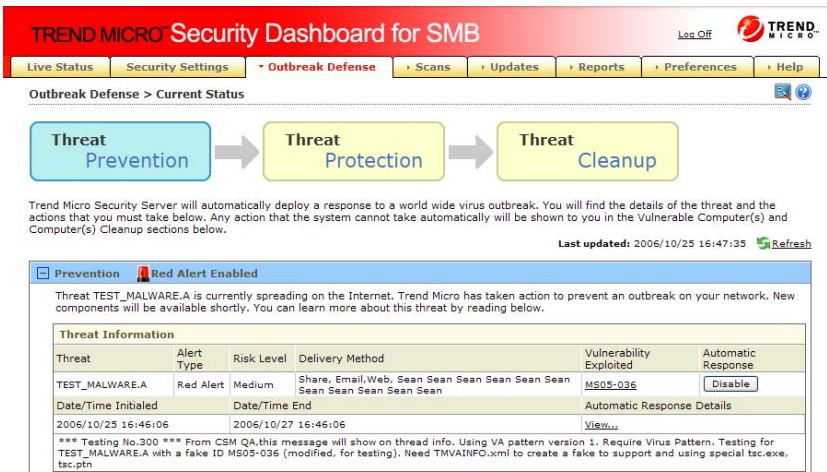 TREND MICRO™ Security Dashboard for SMB
Log Off
TREND MICRO™
Live Status
Security Settings
Outbreak Defense
Scans
Updates
Reports
Preferences
Help
Outbreak Defense > Current Status
Threat
Prevention
Threat
Protection
Threat
Cleanup
Trend Micro Security Server will automatically deploy a response to a world wide virus outbreak. You will find the details of the threat and the
actions that you must take below. Any action that the system cannot take automatically will be shown to you in the Vulnerable Computer(s) and
Computer(s) Cleanup sections below.
Last updated: 2006/10/25 16:47:35 Refresh
Prevention Red Alert Enabled
Threat TEST_MALWARE.A is currently spreading on the Internet. Trend Micro has taken action to prevent an outbreak on your network. New
components will be available shortly. You can learn more about this threat by reading below.
Threat Information
Threat
Alert
Type
Risk Level
Delivery Method
Vulnerability
Exploited
Automatic
Response
TEST_MALWARE.A
Red Alert
Medium
Share, Email,Web, Sean Sean Sean Sean Sean Sean
Sean Sean Sean Sean Sean
MS05-036
Disable
Date/Time Initialed
Date/Time End
Automatic Response Details
2006/10/25 16:46:06
2006/10/27 16:46:06
View...
*** Testing No.300 *** From CSM QA,this message will show on thread info. Using VA pattern version 1. Require Virus Pattern. Testing for
TEST_MALWARE.A with a fake ID MS05-036 (modified, for testing). Need TMVAINFO.xml to create a fake to support and using special tsc.exe,
tsc.ptn